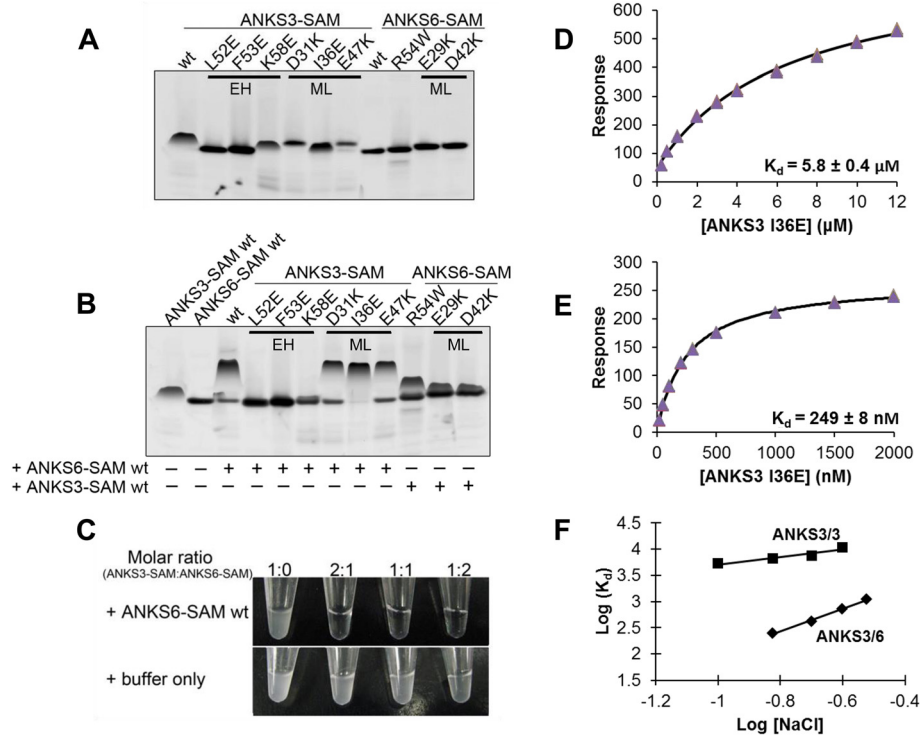 A
ANKS3-SAM ANKS6-SAM
wt L52E F53E K58E D31K I36E E47K wt R54W E29K D42K
EH ML ML
B
ANKS3-SAM ANKS6-SAM
ANKS3-SAM wt ANKS6-SAM wt wt L52E F53E K58E D31K I36E E47K R54W E29K D42K
EH ML ML
+ ANKS6-SAM wt – – + + + + + + + – – –
+ ANKS3-SAM wt – – – – – – – – – + + +
C
Molar ratio
(ANKS3-SAM:ANKS6-SAM)
1:0 2:1 1:1 1:2
+ ANKS6-SAM wt
+ buffer only
D
600
500
400
300
200
100
0
Response
Kd = 5.8 ± 0.4 µM
0 2 4 6 8 10 12
[ANKS3 I36E] (µM)
E
300
250
200
150
100
50
0
Response
Kd = 249 ± 8 nM
0 500 1000 1500 2000
[ANKS3 I36E] (nM)
F
4.5
4
3.5
3
2.5
2
1.5
Log (Kd)
ANKS3/3
ANKS3/6
-1.2 -1 -0.8 -0.6 -0.4
Log [NaCl]